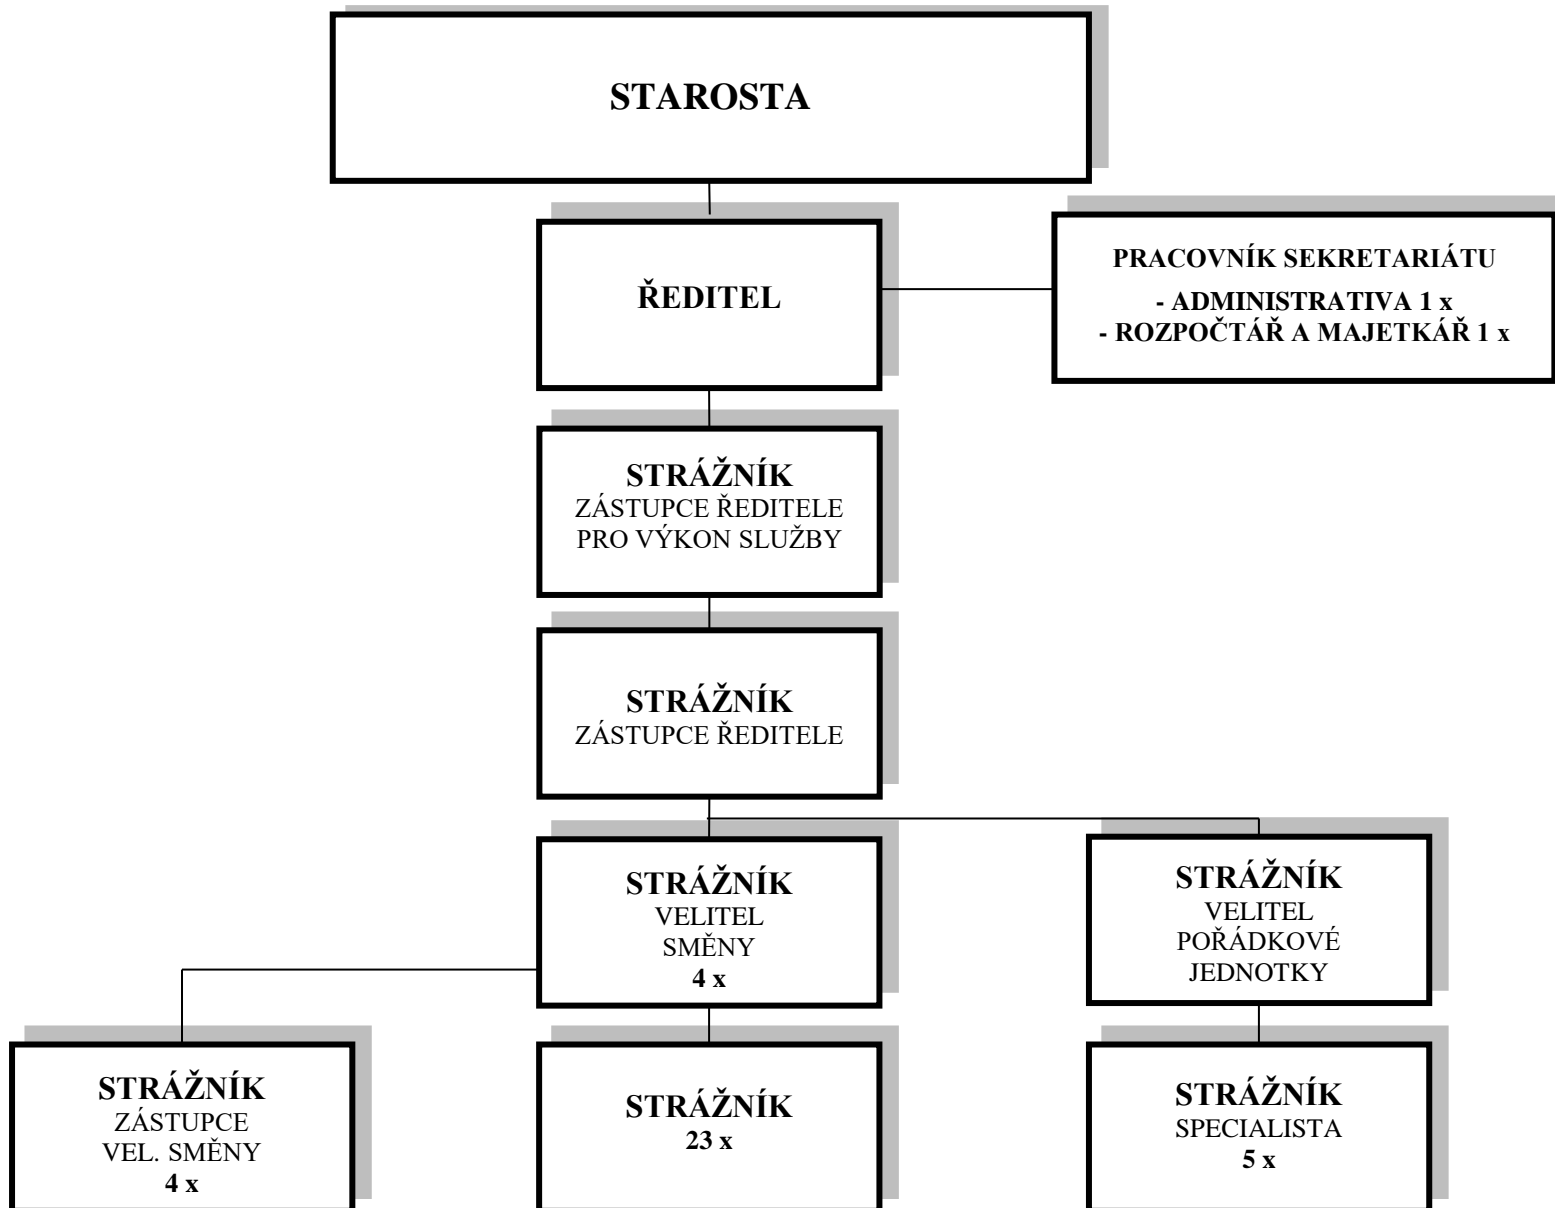 STAROSTA
ŘEDITEL
PRACOVNÍK SEKRETARIÁTU
- ADMINISTRATIVA 1 x
- ROZPOČTÁŘ A MAJETKÁŘ 1 x
STRÁŽNÍK
ZÁSTUPCE ŘEDITELE
PRO VÝKON SLUŽBY
STRÁŽNÍK
ZÁSTUPCE ŘEDITELE
STRÁŽNÍK
VELITEL
SMĚNY
4 x
STRÁŽNÍK
VELITEL
POŘÁDKOVÉ
JEDNOTKY
STRÁŽNÍK
ZÁSTUPCE
VEL. SMĚNY
4 x
STRÁŽNÍK
23 x
STRÁŽNÍK
SPECIALISTA
5 x